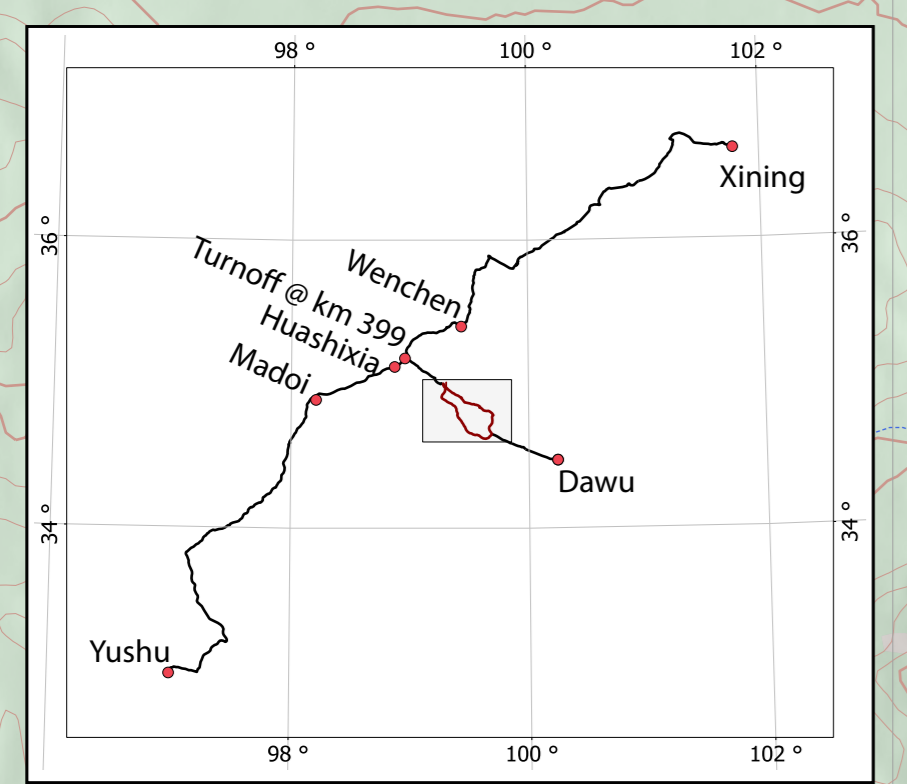 98 °
100 °
102 °
Xining
36 °
36 °
Wenchen
Turnoff @ km 399
Huashixia
Madoi
Dawu
34 °
34 °
Yushu
98 °
100 °
102 °